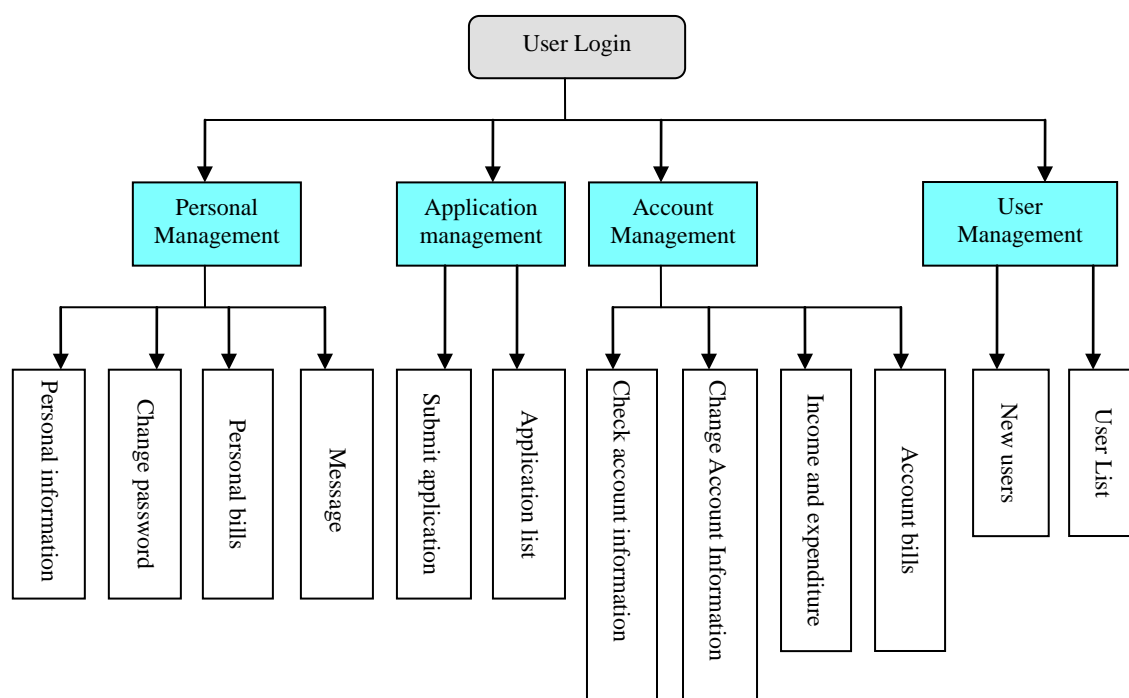 User Login
Personal
Management
Application
management
Account
Management
User
Management
Personal information
Change password
Personal bills
Message
Submit application
Application list
Check account information
Change Account Information
Income and expenditure
Account bills
New users
User List